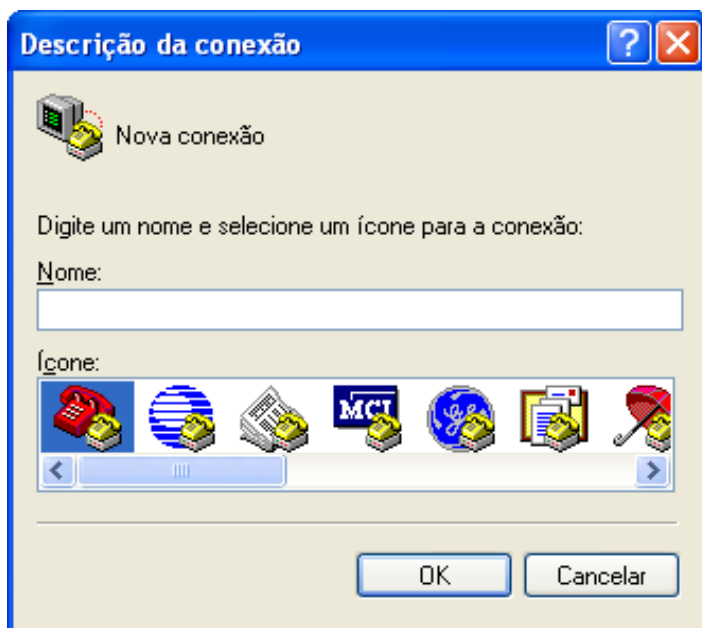 Descrição da conexão
Nova conexão
Digite um nome e selecione um ícone para a conexão:
Nome:
Ícone:
MCI
OK
Cancelar